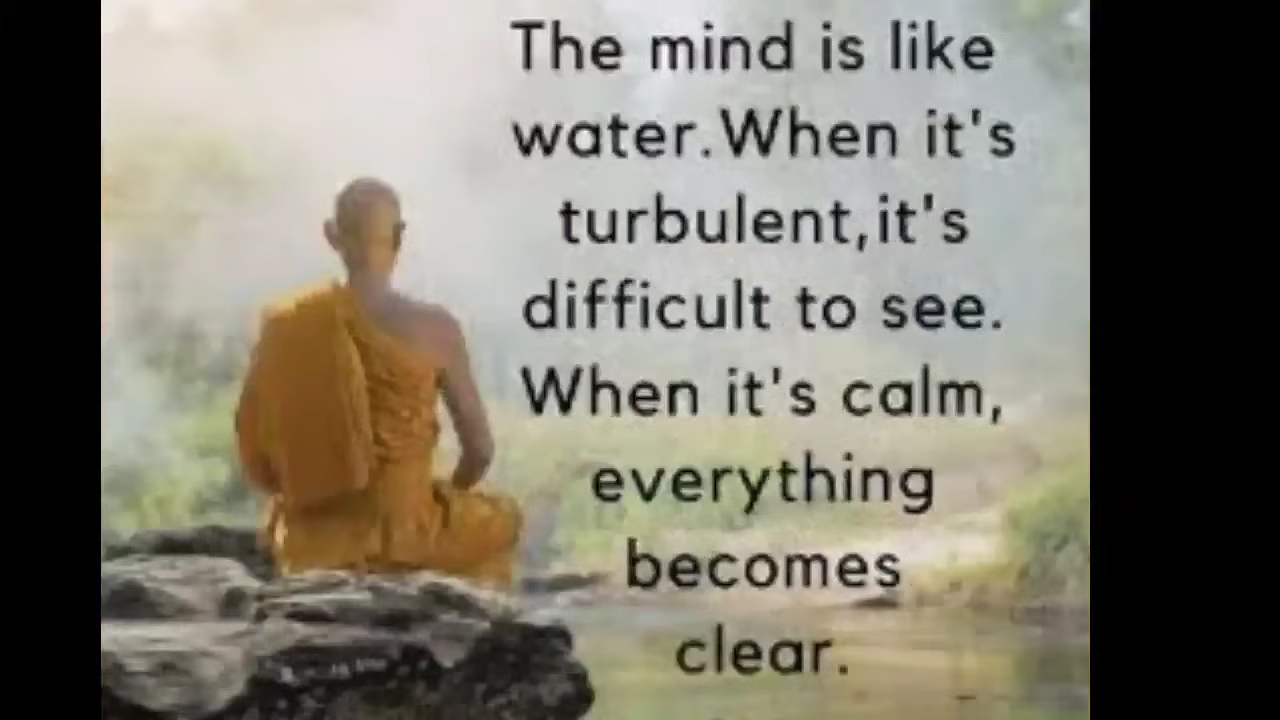 The mind is like
water.When it's
turbulent,it's
difficult to see.
When it's calm,
everything
becomes
clear.